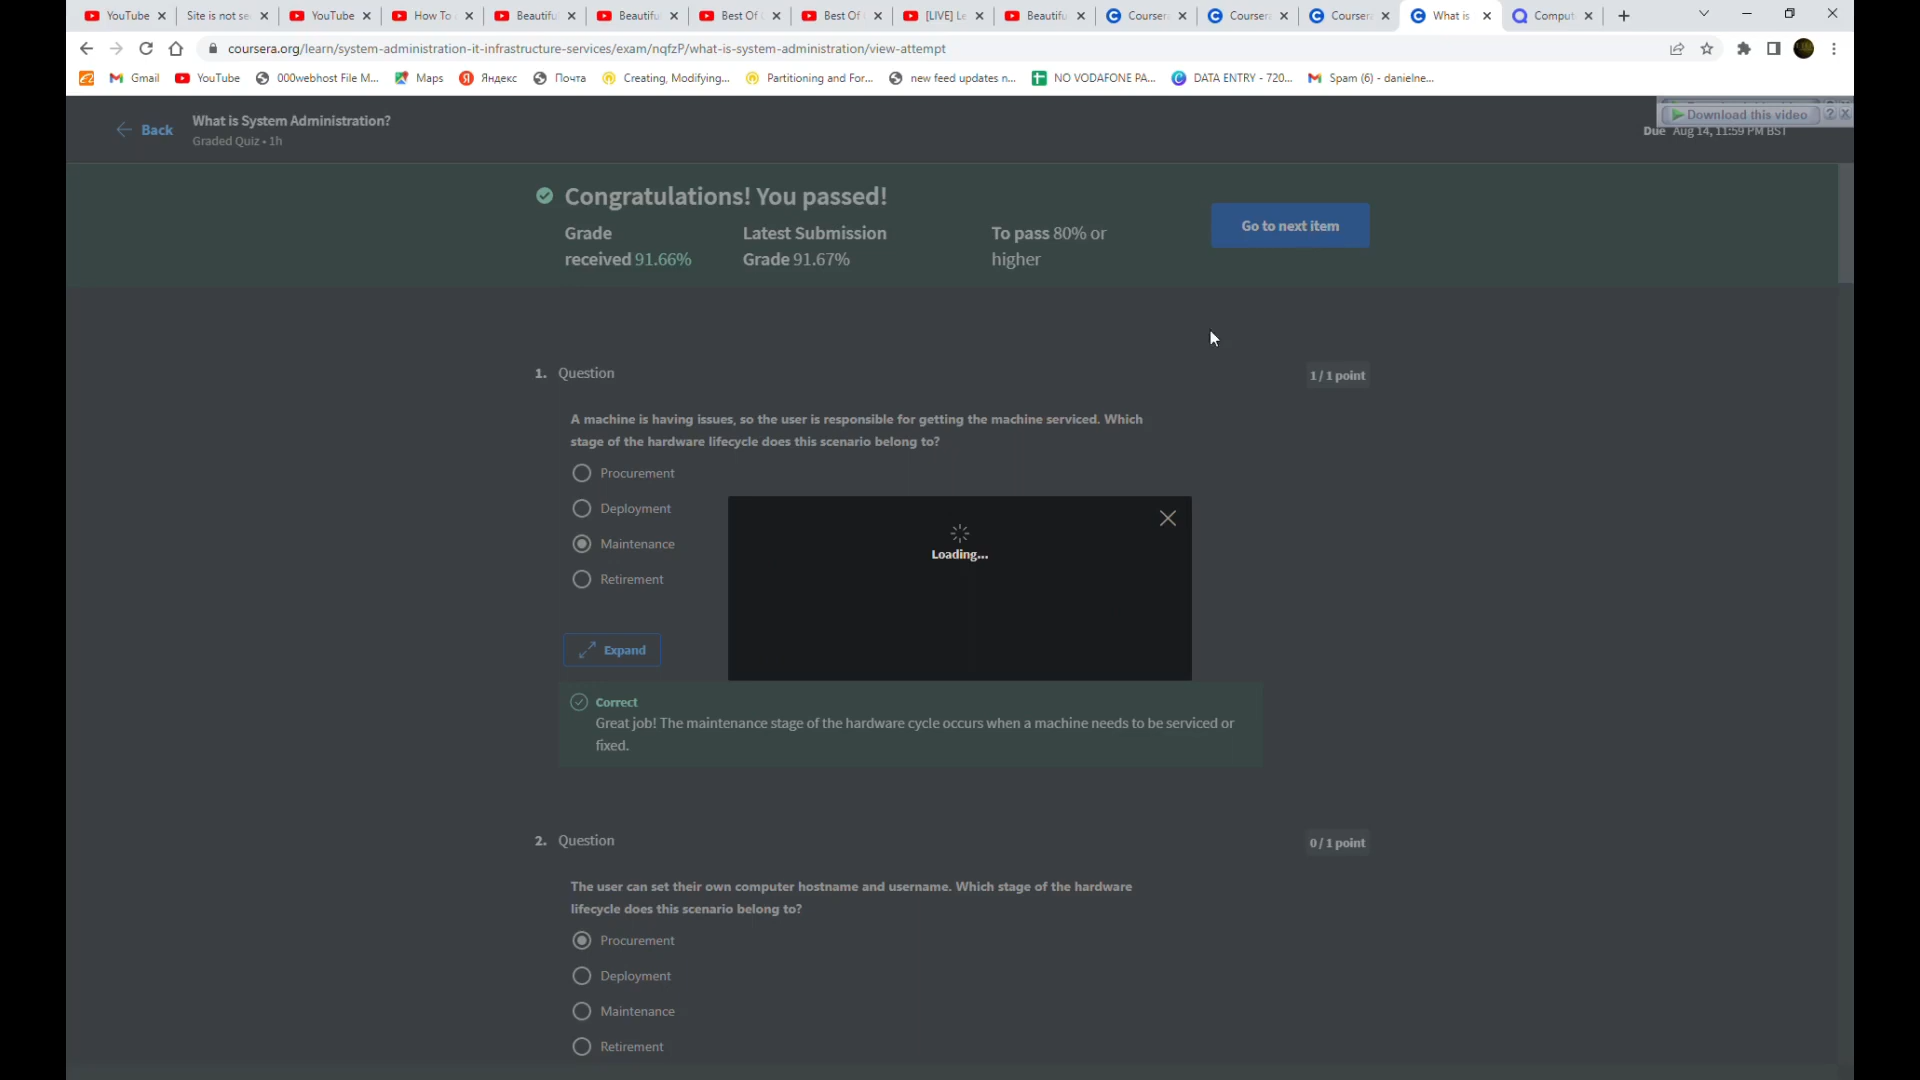 YouTube
Site is not se
YouTube
How To
Beautifu
Beautifu
Best Of
Best Of
[LIVE] Le
Beautifu
Courser
Courser
Courser
What is
Comput
coursera.org/learn/system-administration-it-infrastructure-services/exam/nqfzP/what-is-system-administration/view-attempt
Gmail
YouTube
000webhost File M...
Maps
Яндекс
Почта
Creating, Modifying...
Partitioning and For...
new feed updates n...
NO VODAFONE PA...
DATA ENTRY - 720...
Spam (6) - danielne...
Back
What is System Administration?
Graded Quiz • 1h
Download this video
Due Aug 14, 11:59 PM BST
Congratulations! You passed!
Grade received 91.66%
Latest Submission Grade 91.67%
To pass 80% or higher
Go to next item
1. Question
1 / 1 point
A machine is having issues, so the user is responsible for getting the machine serviced. Which
stage of the hardware lifecycle does this scenario belong to?
Procurement
Deployment
Maintenance
Retirement
Loading...
Expand
Correct
Great job! The maintenance stage of the hardware cycle occurs when a machine needs to be serviced or
fixed.
2. Question
0 / 1 point
The user can set their own computer hostname and username. Which stage of the hardware
lifecycle does this scenario belong to?
Procurement
Deployment
Maintenance
Retirement